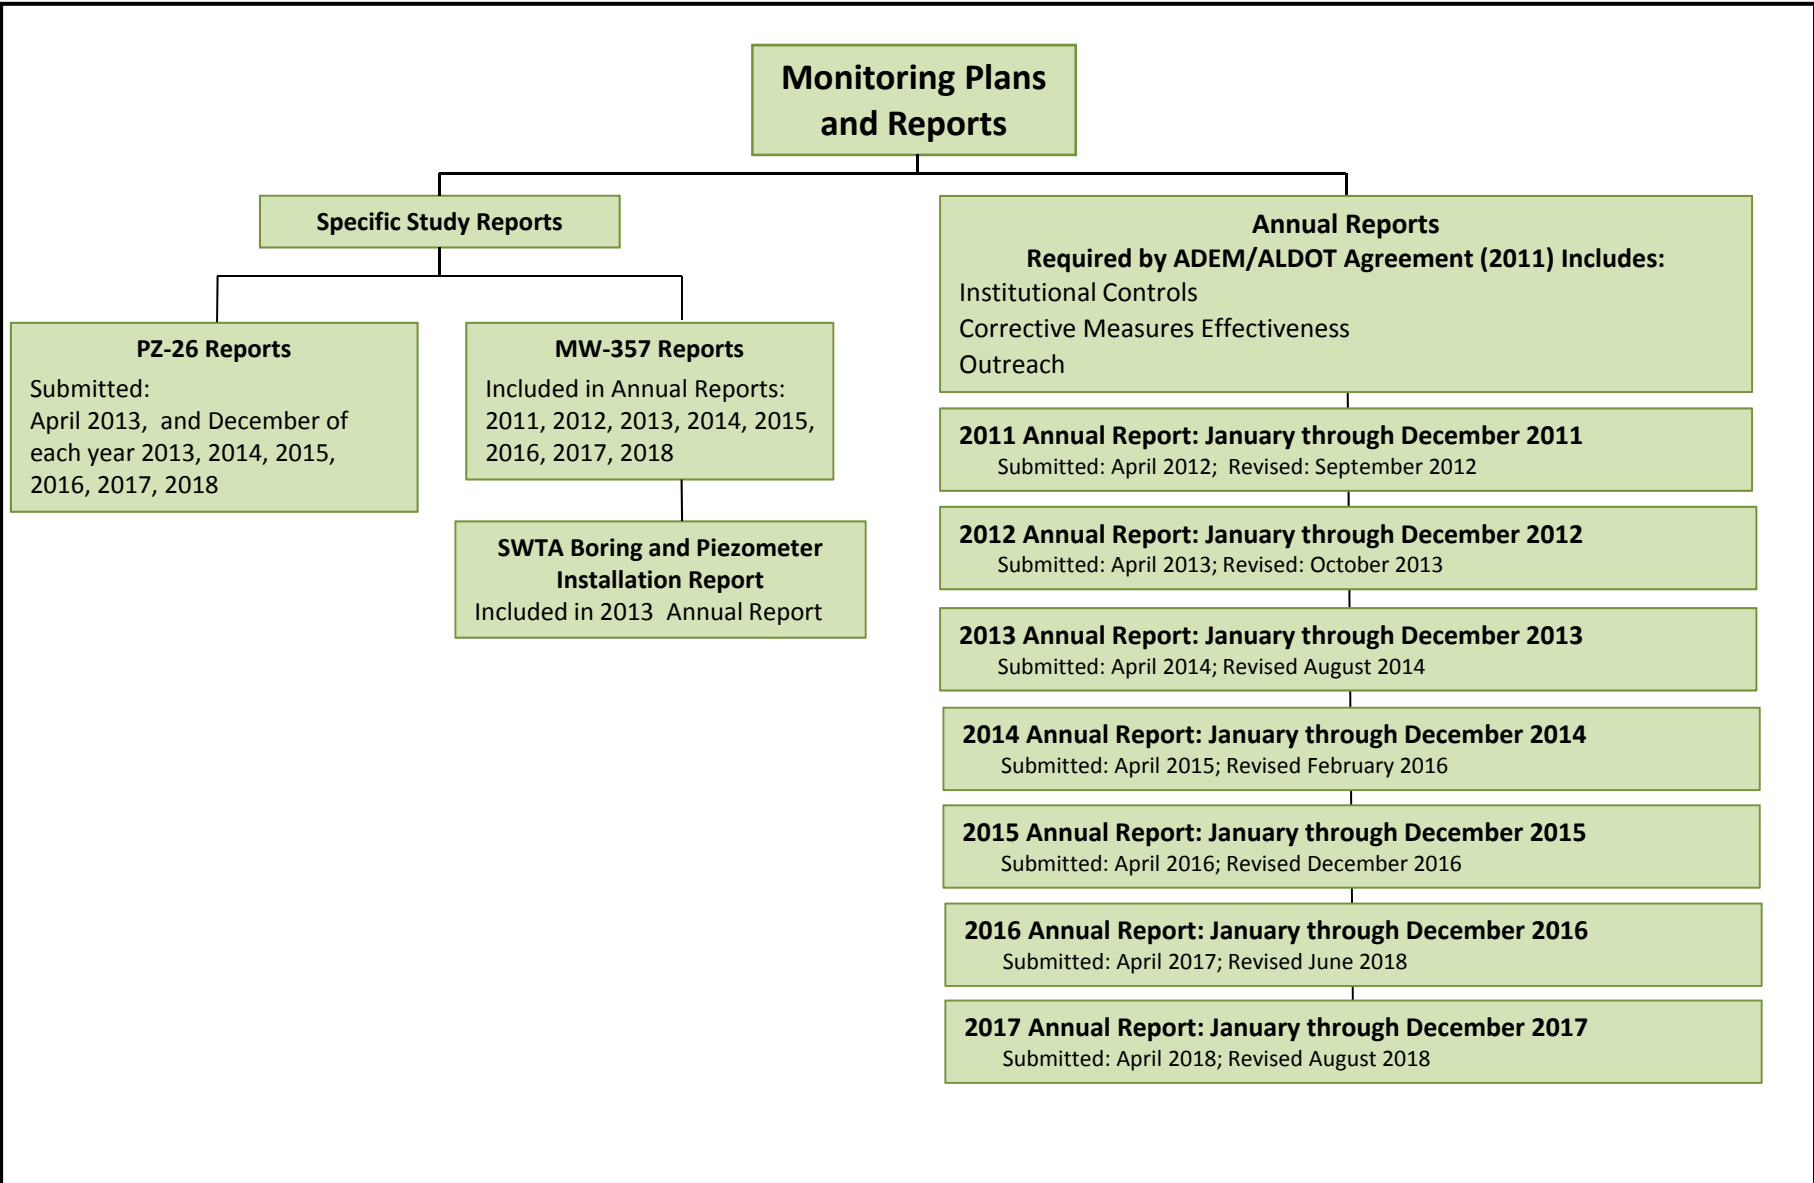 Monitoring Plans
and Reports
Specific Study Reports
PZ-26 Reports
Submitted:
April 2013,  and December of
each year 2013, 2014, 2015,
2016, 2017, 2018
MW-357 Reports
Included in Annual Reports:
2011, 2012, 2013, 2014, 2015,
2016, 2017, 2018
SWTA Boring and Piezometer
Installation Report
Included in 2013  Annual Report
Annual Reports
Required by ADEM/ALDOT Agreement (2011) Includes:
Institutional Controls
Corrective Measures Effectiveness
Outreach
2011 Annual Report: January through December 2011
Submitted: April 2012;  Revised: September 2012
2012 Annual Report: January through December 2012
Submitted: April 2013; Revised: October 2013
2013 Annual Report: January through December 2013
Submitted: April 2014; Revised August 2014
2014 Annual Report: January through December 2014
Submitted: April 2015; Revised February 2016
2015 Annual Report: January through December 2015
Submitted: April 2016; Revised December 2016
2016 Annual Report: January through December 2016
Submitted: April 2017; Revised June 2018
2017 Annual Report: January through December 2017
Submitted: April 2018; Revised August 2018